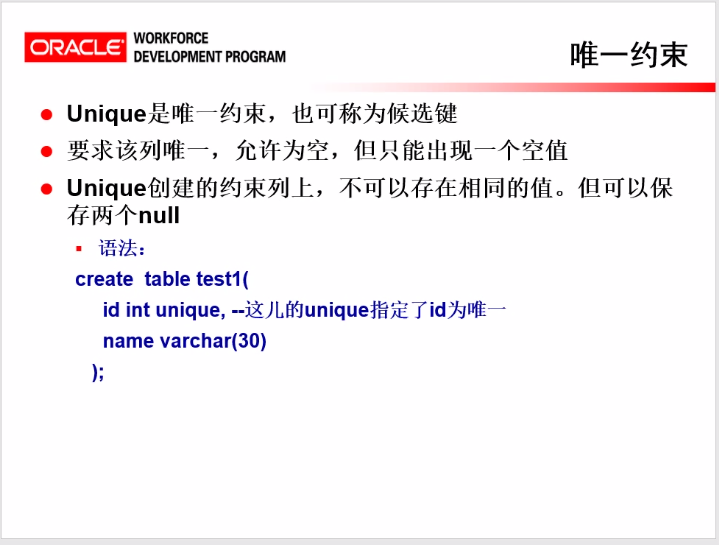 ORACLE WORKFORCE
DEVELOPMENT PROGRAM
唯一约束
Unique是唯一约束，也可称为候选键
要求该列唯一，允许为空，但只能出现一个空值
Unique创建的约束列上，不可以存在相同的值。但可以保
存两个null
语法：
create table test1(
id int unique, --这儿的unique指定了id为唯一
name varchar(30)
);